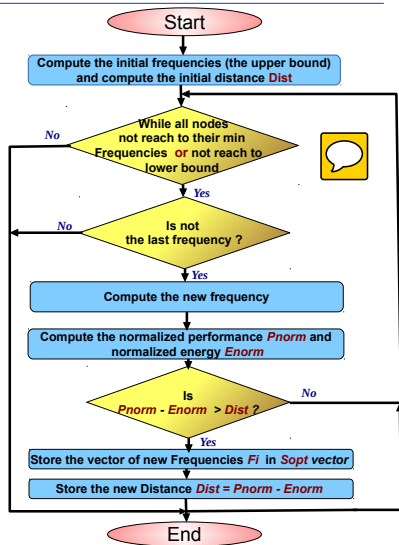 Start
Compute the initial frequencies (the upper bound)
and compute the initial distance Dist
While all nodes
not reach to their min
Frequencies or not reach to
lower bound
No
Yes
Is not
the last frequency ?
No
Yes
Compute the new frequency
Compute the normalized performance Pnorm and
normalized energy Enorm
Is
Pnorm - Enorm > Dist ?
No
Yes
Store the vector of new Frequencies Fi in Sopt vector
Store the new Distance Dist = Pnorm - Enorm
End